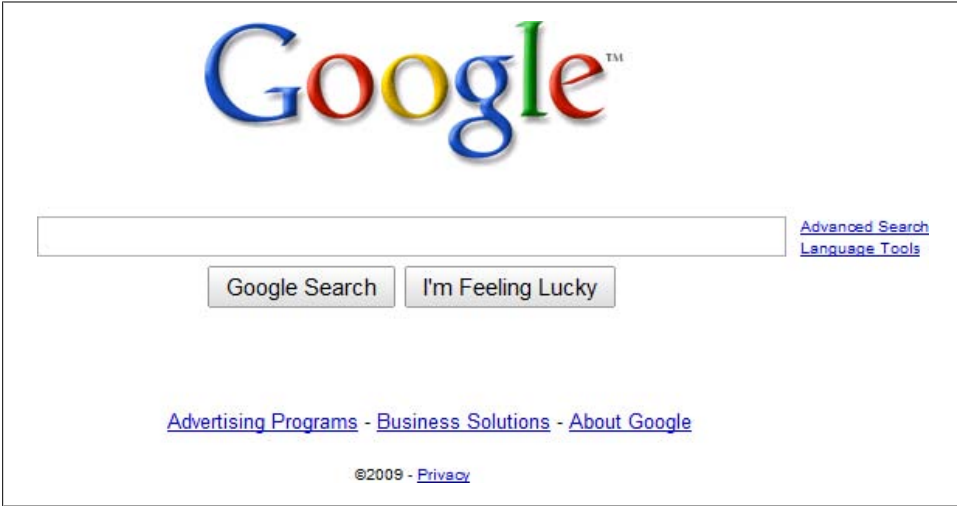 Google™
Advanced Search
Language Tools
Google Search I'm Feeling Lucky
Advertising Programs - Business Solutions - About Google
©2009 - Privacy